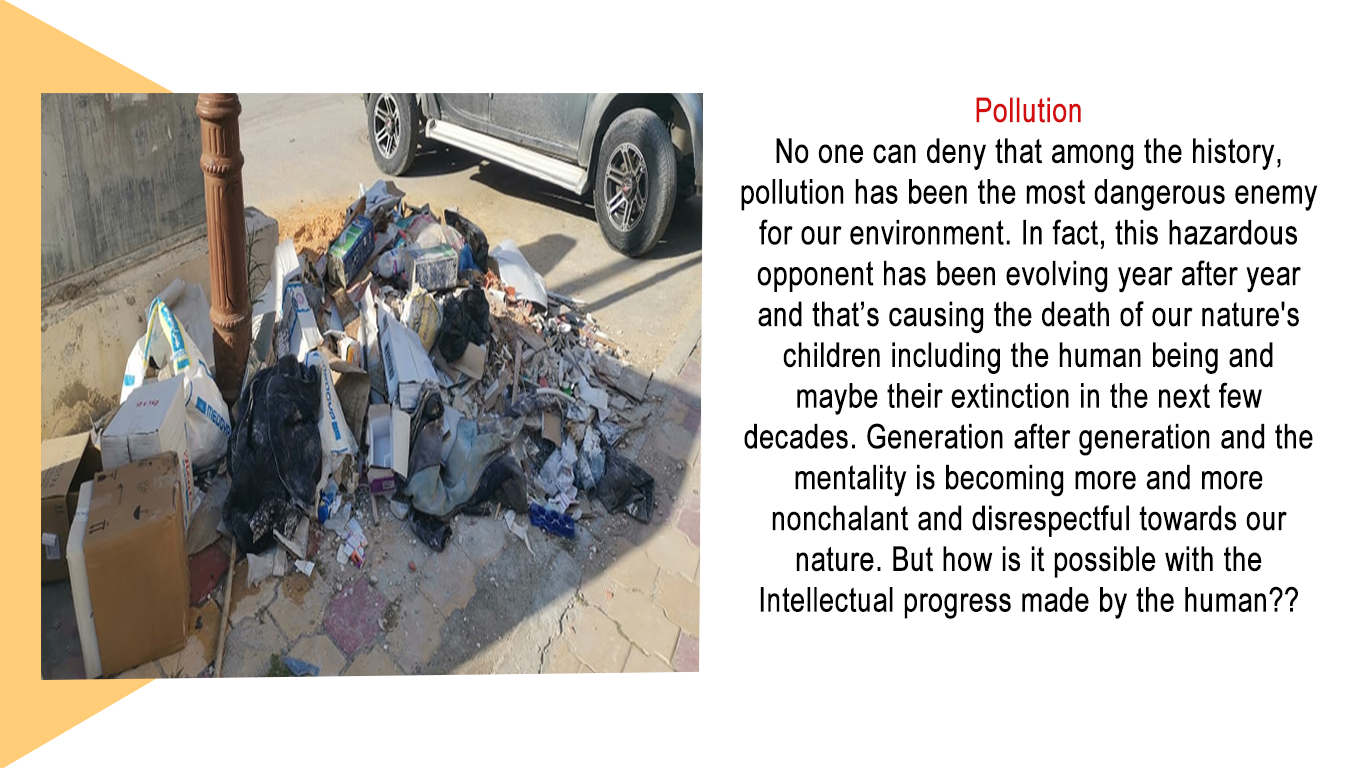 Pollution
No one can deny that among the history,
pollution has been the most dangerous enemy
for our environment. In fact, this hazardous
opponent has been evolving year after year
and that’s causing the death of our nature's
children including the human being and
maybe their extinction in the next few
decades. Generation after generation and the
mentality is becoming more and more
nonchalant and disrespectful towards our
nature. But how is it possible with the
Intellectual progress made by the human??